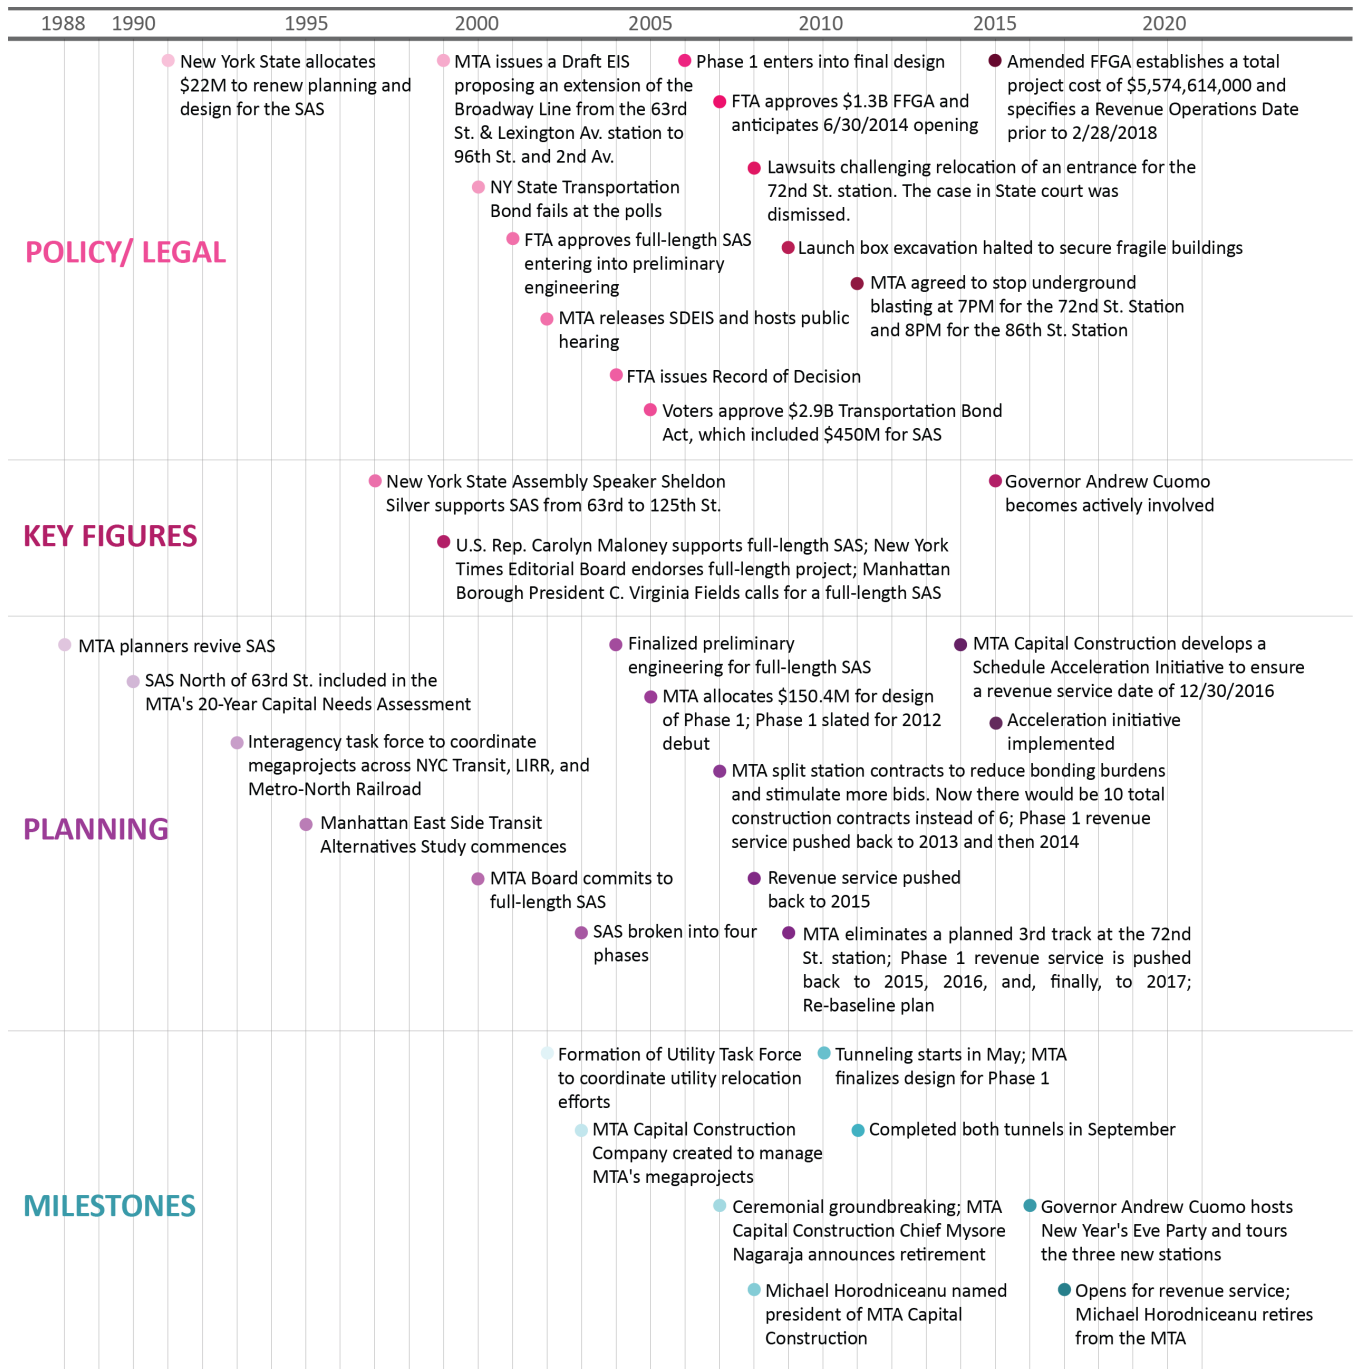 1988 1990 1995 2000 2005 2010 2015 2020
POLICY/ LEGAL
New York State allocates
$22M to renew planning and
design for the SAS
MTA issues a Draft EIS
proposing an extension of the
Broadway Line from the 63rd
St. & Lexington Av. station to
96th St. and 2nd Av.
NY State Transportation
Bond fails at the polls
FTA approves full-length SAS
entering into preliminary
engineering
MTA releases SDEIS and hosts public
hearing
FTA issues Record of Decision
Voters approve $2.9B Transportation Bond
Act, which included $450M for SAS
Phase 1 enters into final design
FTA approves $1.3B FFGA and
anticipates 6/30/2014 opening
Lawsuits challenging relocation of an entrance for the
72nd St. station. The case in State court was
dismissed.
Launch box excavation halted to secure fragile buildings
MTA agreed to stop underground
blasting at 7PM for the 72nd St. Station
and 8PM for the 86th St. Station
Amended FFGA establishes a total
project cost of $5,574,614,000 and
specifies a Revenue Operations Date
prior to 2/28/2018
KEY FIGURES
New York State Assembly Speaker Sheldon
Silver supports SAS from 63rd to 125th St.
U.S. Rep. Carolyn Maloney supports full-length SAS; New York
Times Editorial Board endorses full-length project; Manhattan
Borough President C. Virginia Fields calls for a full-length SAS
Governor Andrew Cuomo
becomes actively involved
PLANNING
MTA planners revive SAS
SAS North of 63rd St. included in the
MTA's 20-Year Capital Needs Assessment
Interagency task force to coordinate
megaprojects across NYC Transit, LIRR, and
Metro-North Railroad
Manhattan East Side Transit
Alternatives Study commences
MTA Board commits to
full-length SAS
SAS broken into four
phases
Finalized preliminary
engineering for full-length SAS
MTA allocates $150.4M for design
of Phase 1; Phase 1 slated for 2012
debut
MTA split station contracts to reduce bonding burdens
and stimulate more bids. Now there would be 10 total
construction contracts instead of 6; Phase 1 revenue
service pushed back to 2013 and then 2014
Revenue service pushed
back to 2015
MTA eliminates a planned 3rd track at the 72nd
St. station; Phase 1 revenue service is pushed
back to 2015, 2016, and, finally, to 2017;
Re-baseline plan
MTA Capital Construction develops a
Schedule Acceleration Initiative to ensure
a revenue service date of 12/30/2016
Acceleration initiative
implemented
MILESTONES
Formation of Utility Task Force
to coordinate utility relocation
efforts
MTA Capital Construction
Company created to manage
MTA's megaprojects
Ceremonial groundbreaking; MTA
Capital Construction Chief Mysore
Nagaraja announces retirement
Michael Horodniceanu named
president of MTA Capital
Construction
Tunneling starts in May; MTA
finalizes design for Phase 1
Completed both tunnels in September
Governor Andrew Cuomo hosts
New Year's Eve Party and tours
the three new stations
Opens for revenue service;
Michael Horodniceanu retires
from the MTA